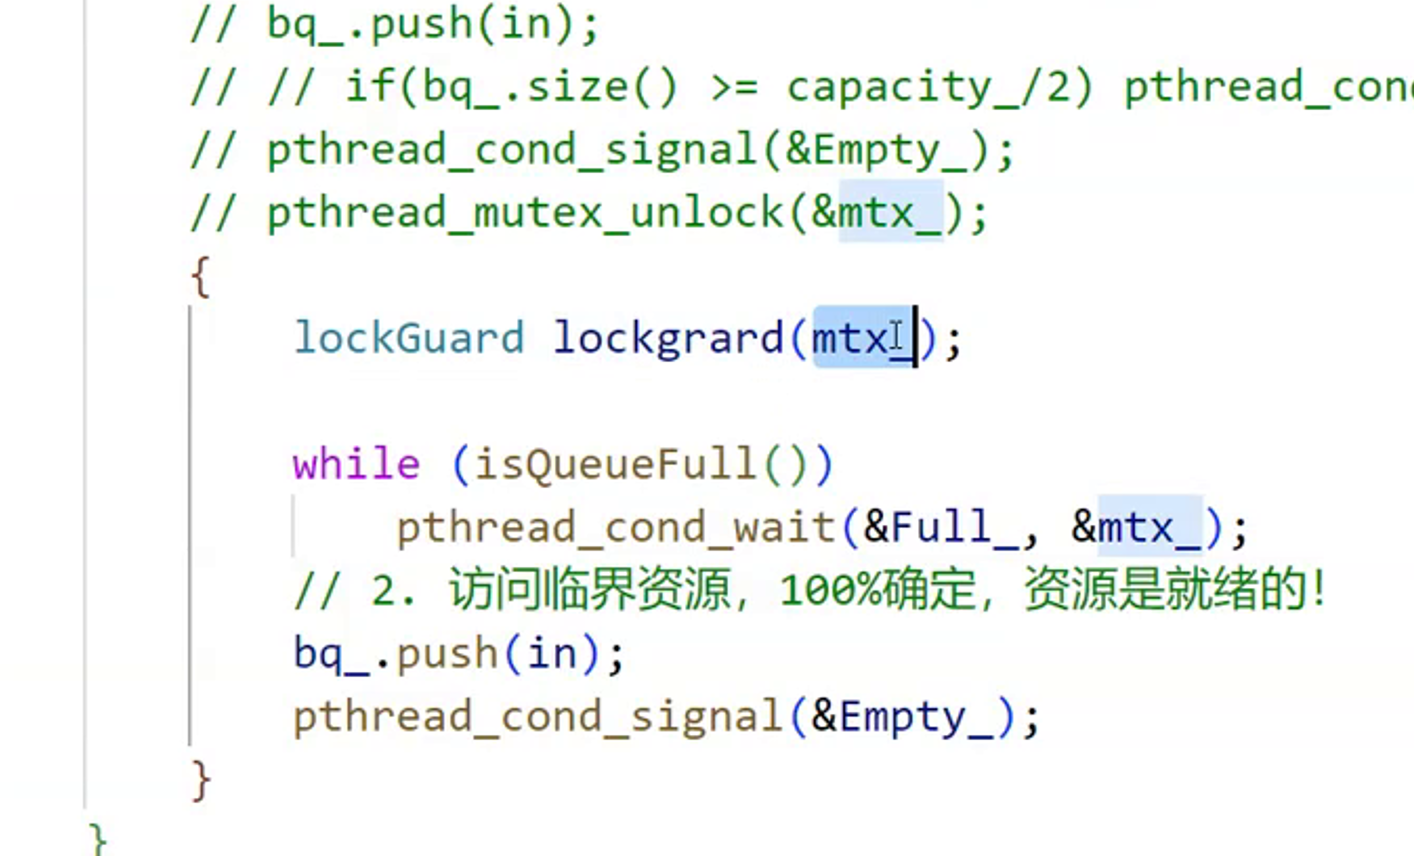 // bq_.push(in);
// // if(bq_.size() >= capacity_/2) pthread_con
// pthread_cond_signal(&Empty_);
// pthread_mutex_unlock(&mtx_);
{
lockGuard lockgrard(mtx_);
while (isQueueFull())
pthread_cond_wait(&Full_, &mtx_);
// 2. 访问临界资源，100%确定，资源是就绪的！
bq_.push(in);
pthread_cond_signal(&Empty_);
}
}